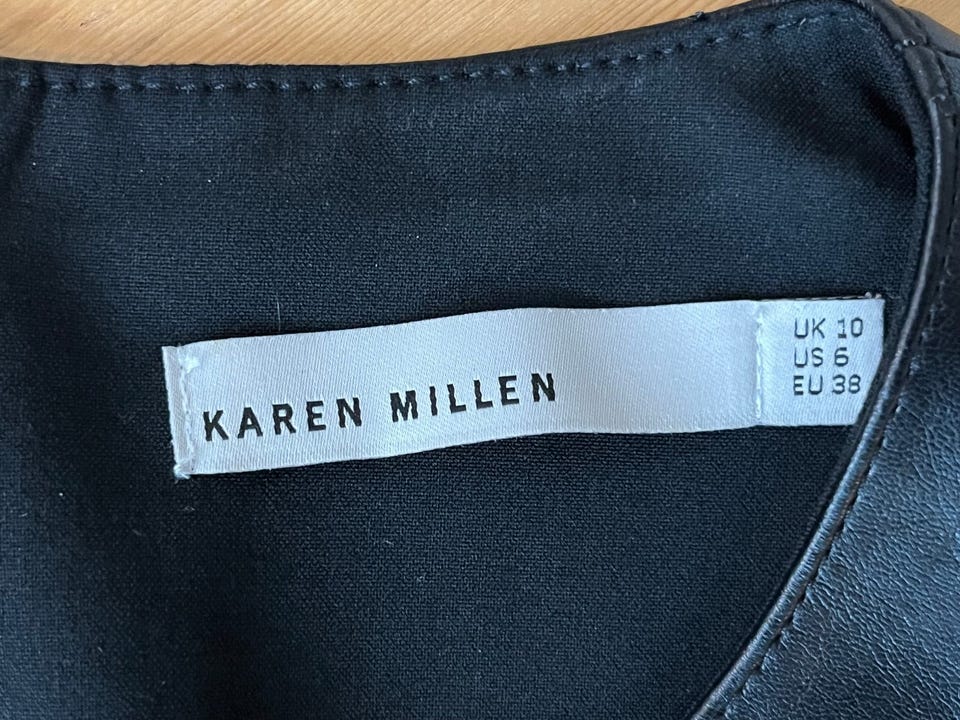 KAREN MILLEN
UK 10
US 6
EU 38